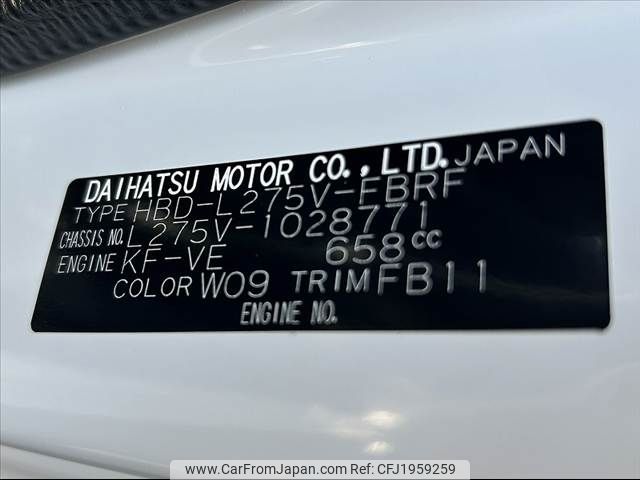 DAIHATSU MOTOR CO., LTD. JAPAN
TYPE HBD-L275V-FBRF
CHASSIS NO. L275V-1028771
ENGINE KF-VE 658cc
COLOR W09 TRIM FB11
ENGINE NO.
www.CarFromJapan.com Ref. CFJ1959259